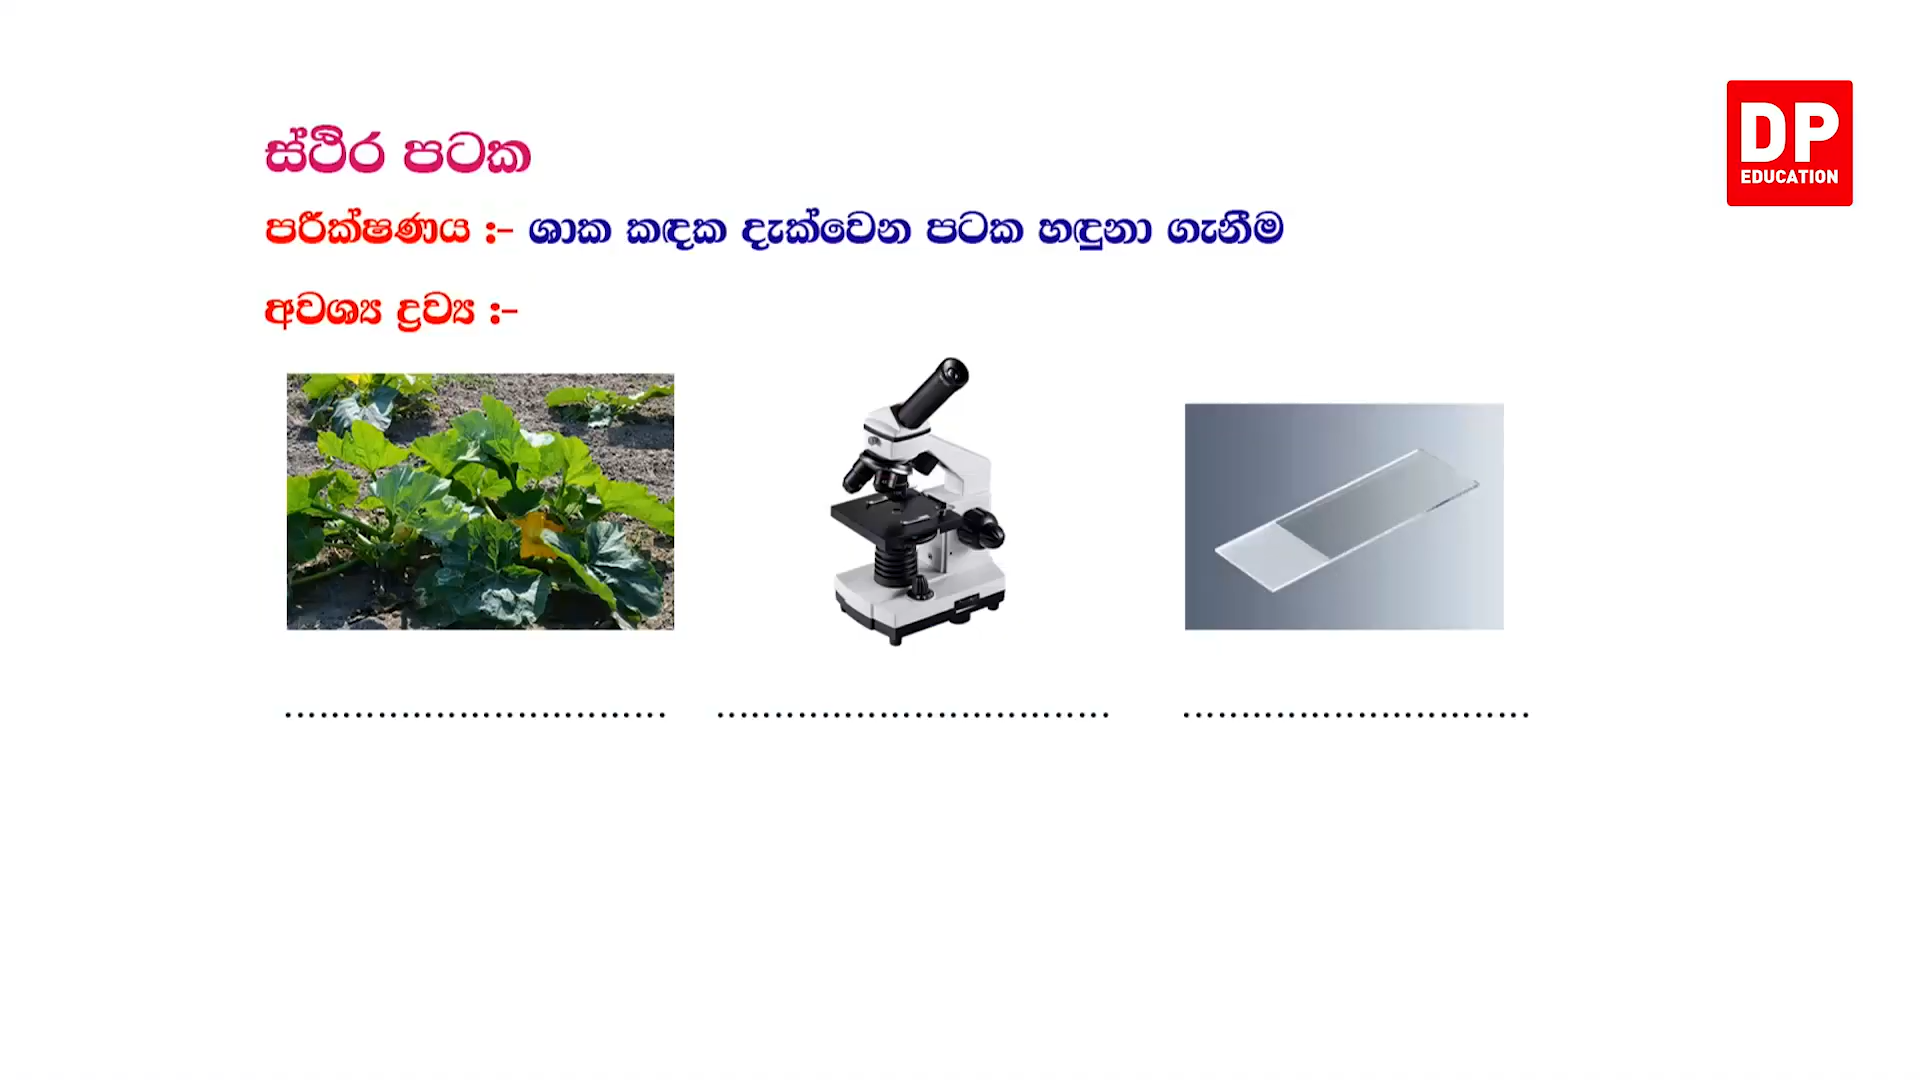 DP
EDUCATION
ස්ථිර පටක
පරීක්ෂණය :- ශාක කඳක දැක්වෙන පටක හඳුනා ගැනීම
අවශ්‍ය ද්‍රව්‍ය :-
................................. .................................. ..............................